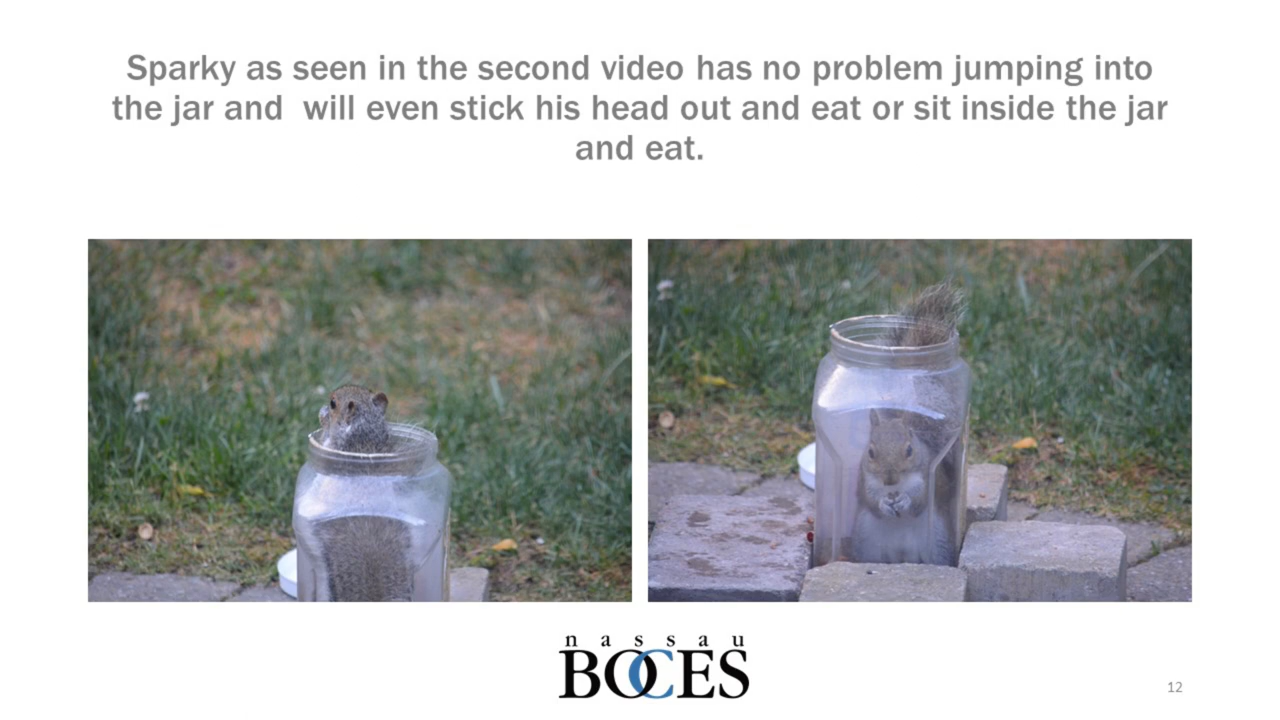 Sparky as seen in the second video has no problem jumping into
the jar and  will even stick his head out and eat or sit inside the jar
and eat.
nassau
BOCES
12